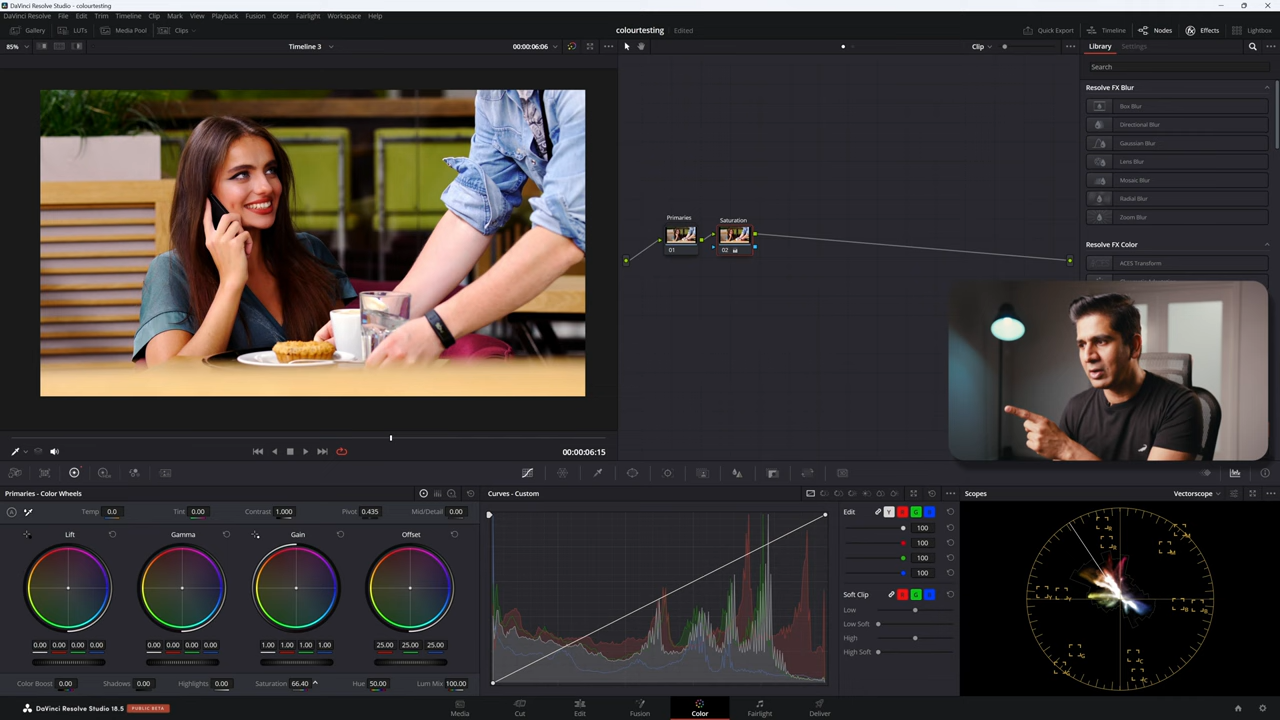 DaVinci Resolve Studio - colourtesting
DaVinci Resolve File Edit Trim Timeline Clip Mark View Playback Fusion Color Fairlight Workspace Help
Gallery LUTs Media Pool Clips colourtesting Edited Quick Export Timeline Nodes Effects Lightbox
85% Timeline 3 00:00:06:06 Clip Library Settings
Search
Resolve FX Blur
Box Blur
Directional Blur
Gaussian Blur
Lens Blur
Mosaic Blur
Radial Blur
Zoom Blur
Resolve FX Color
ACES Transform
Primaries Saturation
01 02
00:00:06:15
Primaries - Color Wheels Curves - Custom Scopes Vectorscope
Temp 0.0 Tint 0.00 Contrast 1.000 Pivot 0.435 Mid/Detail 0.00
Lift Gamma Gain Offset
0.00 0.00 0.00 0.00 0.00 0.00 0.00 0.00 1.00 1.00 1.00 1.00 25.00 25.00 25.00
Color Boost 0.00 Shadows 0.00 Highlights 0.00 Saturation 66.40 Hue 50.00 Lum Mix 100.00
Edit Y R G B
100
100
100
100
Soft Clip R G B
Low
Low Soft
High
High Soft
DaVinci Resolve Studio 18.5 PUBLIC BETA
Media Cut Edit Fusion Color Fairlight Deliver